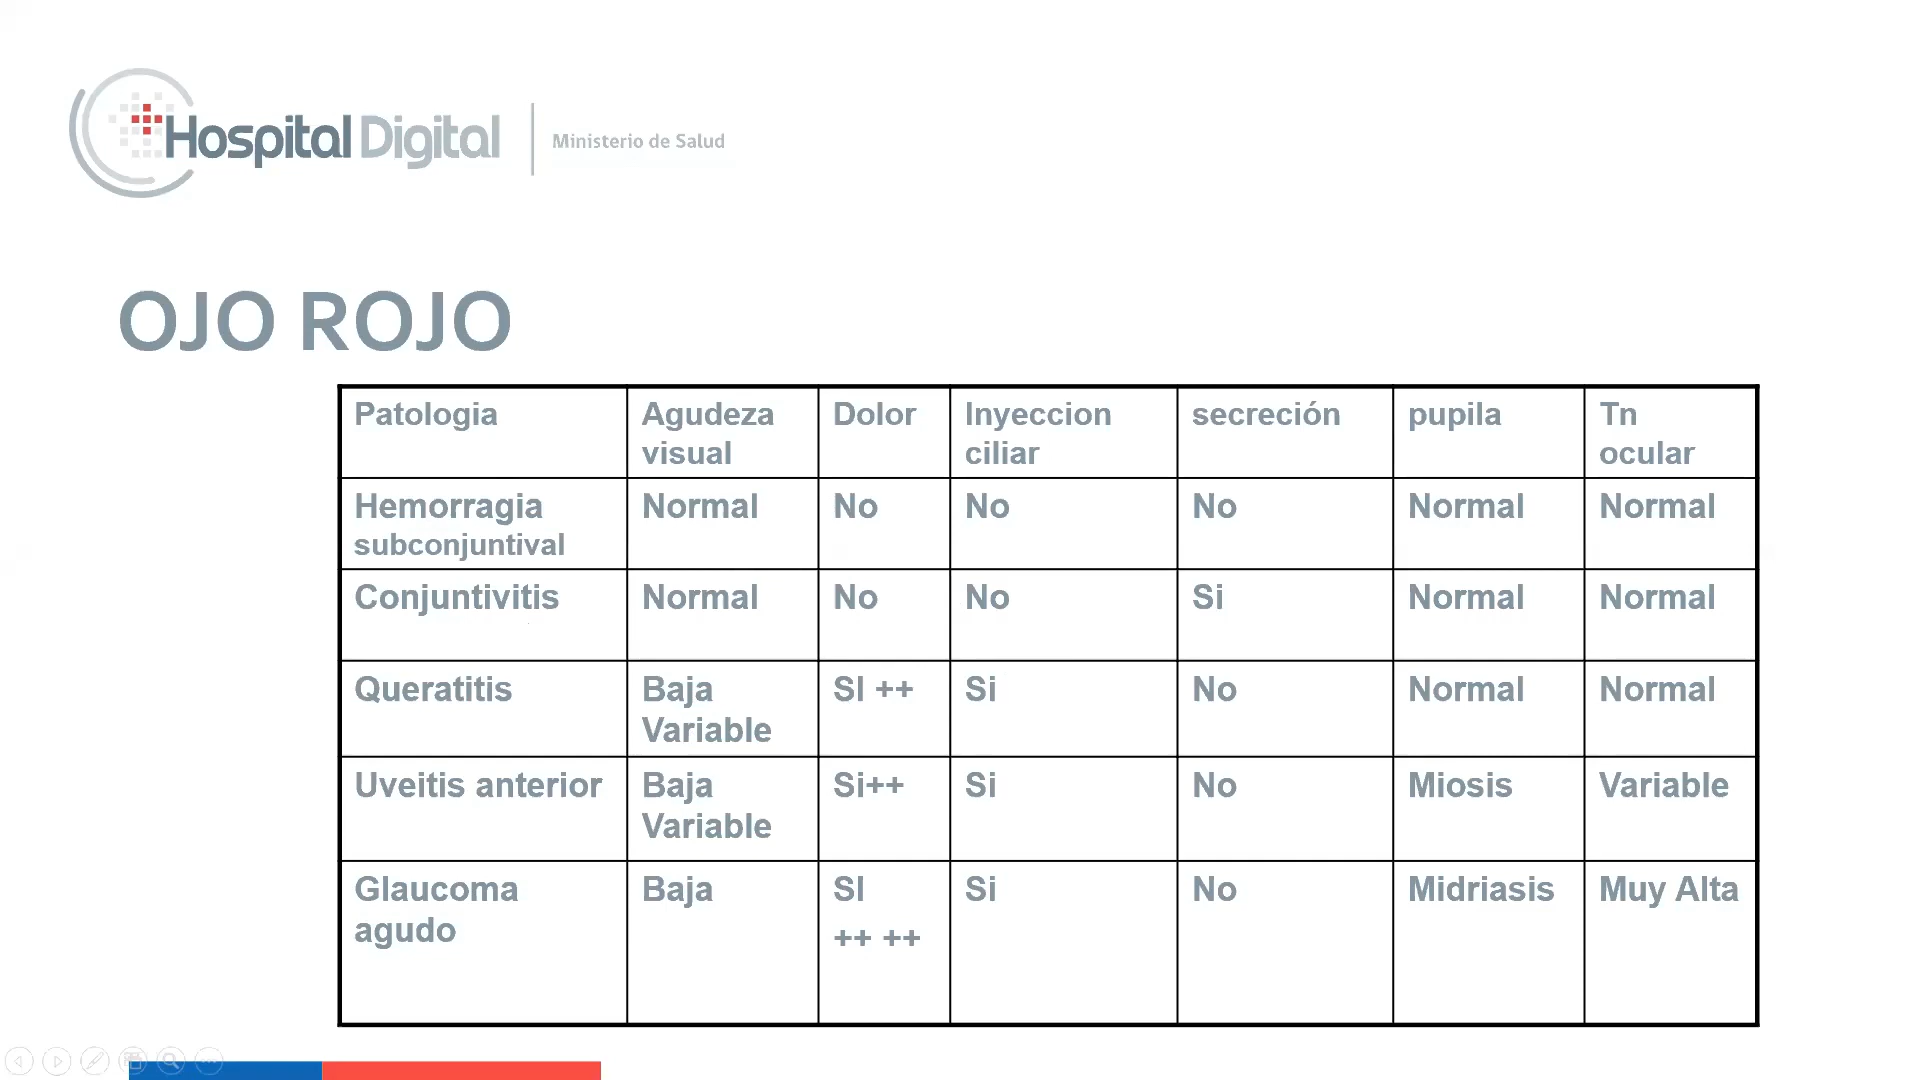 Hospital Digital
Ministerio de Salud
OJO ROJO
Patologia
Agudeza
visual
Dolor
Inyeccion
ciliar
secreción
pupila
Tn
ocular
Hemorragia
subconjuntival
Normal
No
No
No
Normal
Normal
Conjuntivitis
Normal
No
No
Si
Normal
Normal
Queratitis
Baja
Variable
SI ++
Si
No
Normal
Normal
Uveitis anterior
Baja
Variable
Si++
Si
No
Miosis
Variable
Glaucoma
agudo
Baja
SI
++ ++
Si
No
Midriasis
Muy Alta